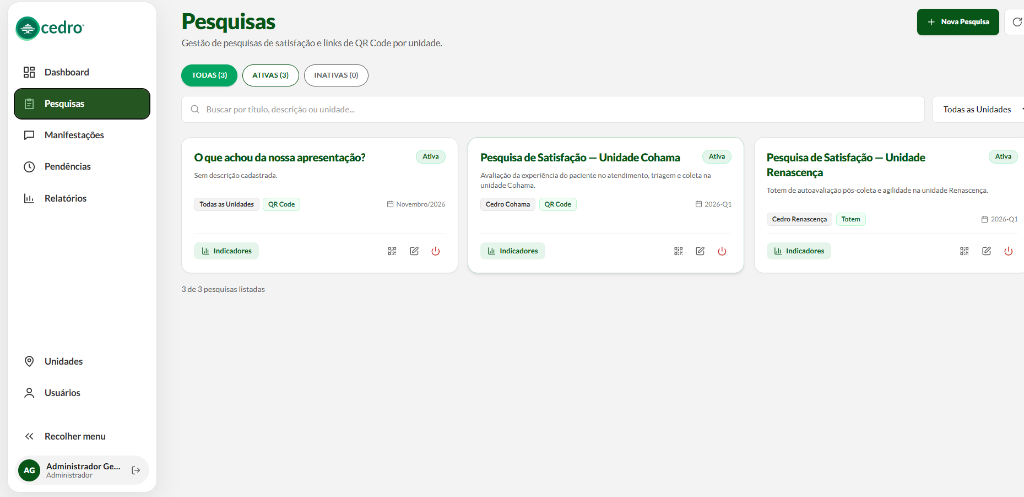 cedro
Dashboard
Pesquisas
Manifestações
Pendências
Relatórios
Unidades
Usuários
Recolher menu
AG
Administrador Ge...
Administrador
Pesquisas
Gestão de pesquisas de satisfação e links de QR Code por unidade.
Nova Pesquisa
TODAS (3)
ATIVAS (3)
INATIVAS (0)
Buscar por título, descrição ou unidade...
Todas as Unidades
O que achou da nossa apresentação?
Ativa
Sem descrição cadastrada.
Todas as Unidades
QR Code
Novembro/2026
Indicadores
Pesquisa de Satisfação — Unidade Cohama
Ativa
Avaliação da experiência do paciente no atendimento, triagem e coleta na
unidade Cohama.
Cedro Cohama
QR Code
2026-Q1
Indicadores
Pesquisa de Satisfação — Unidade
Renascença
Ativa
Totem de autoavaliação pós-coleta e agilidade na unidade Renascença.
Cedro Renascença
Totem
2026-Q1
Indicadores
3 de 3 pesquisas listadas